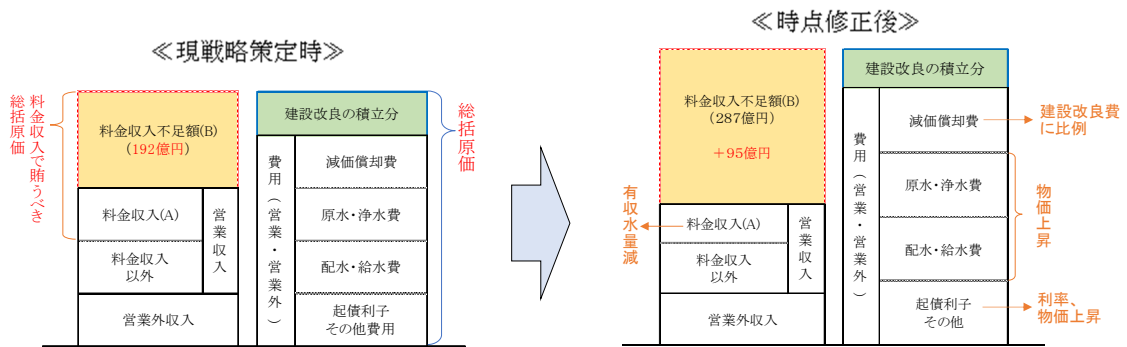 ≪現戦略策定時≫
料金収入で賄うべき
総括原価
料金収入不足額(B)
(192億円)
料金収入(A)
料金収入
以外
営業収入
営業外収入
建設改良の積立分
費用(営業・営業外)
減価償却費
原水・浄水費
配水・給水費
起債利子
その他費用
総括原価
≪時点修正後≫
料金収入不足額(B)
(287億円)
+95億円
有収水量減
料金収入(A)
料金収入
以外
営業収入
営業外収入
建設改良の積立分
費用(営業・営業外)
減価償却費
原水・浄水費
配水・給水費
起債利子
その他
建設改良費
に比例
物価上昇
利率、
物価上昇